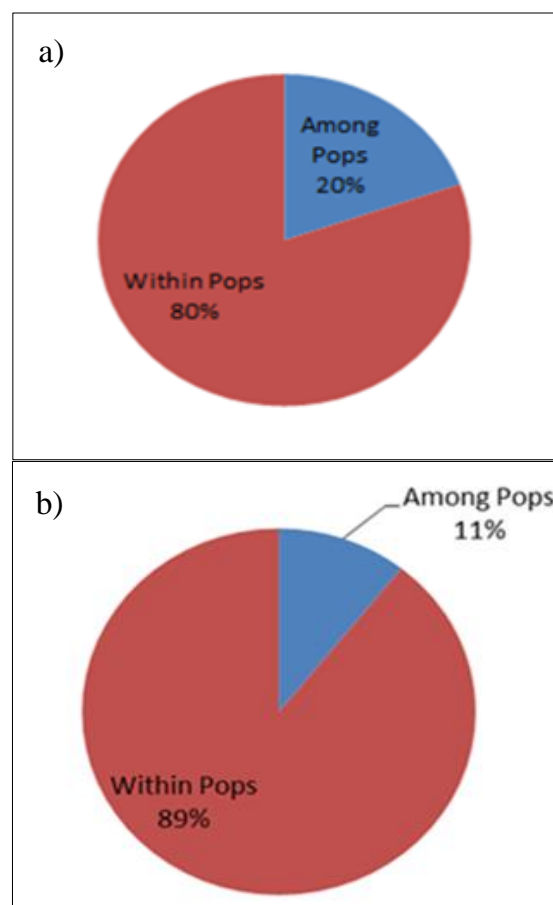 a)
Among
Pops
20%
Within Pops
80%
b)
Among Pops
11%
Within Pops
89%